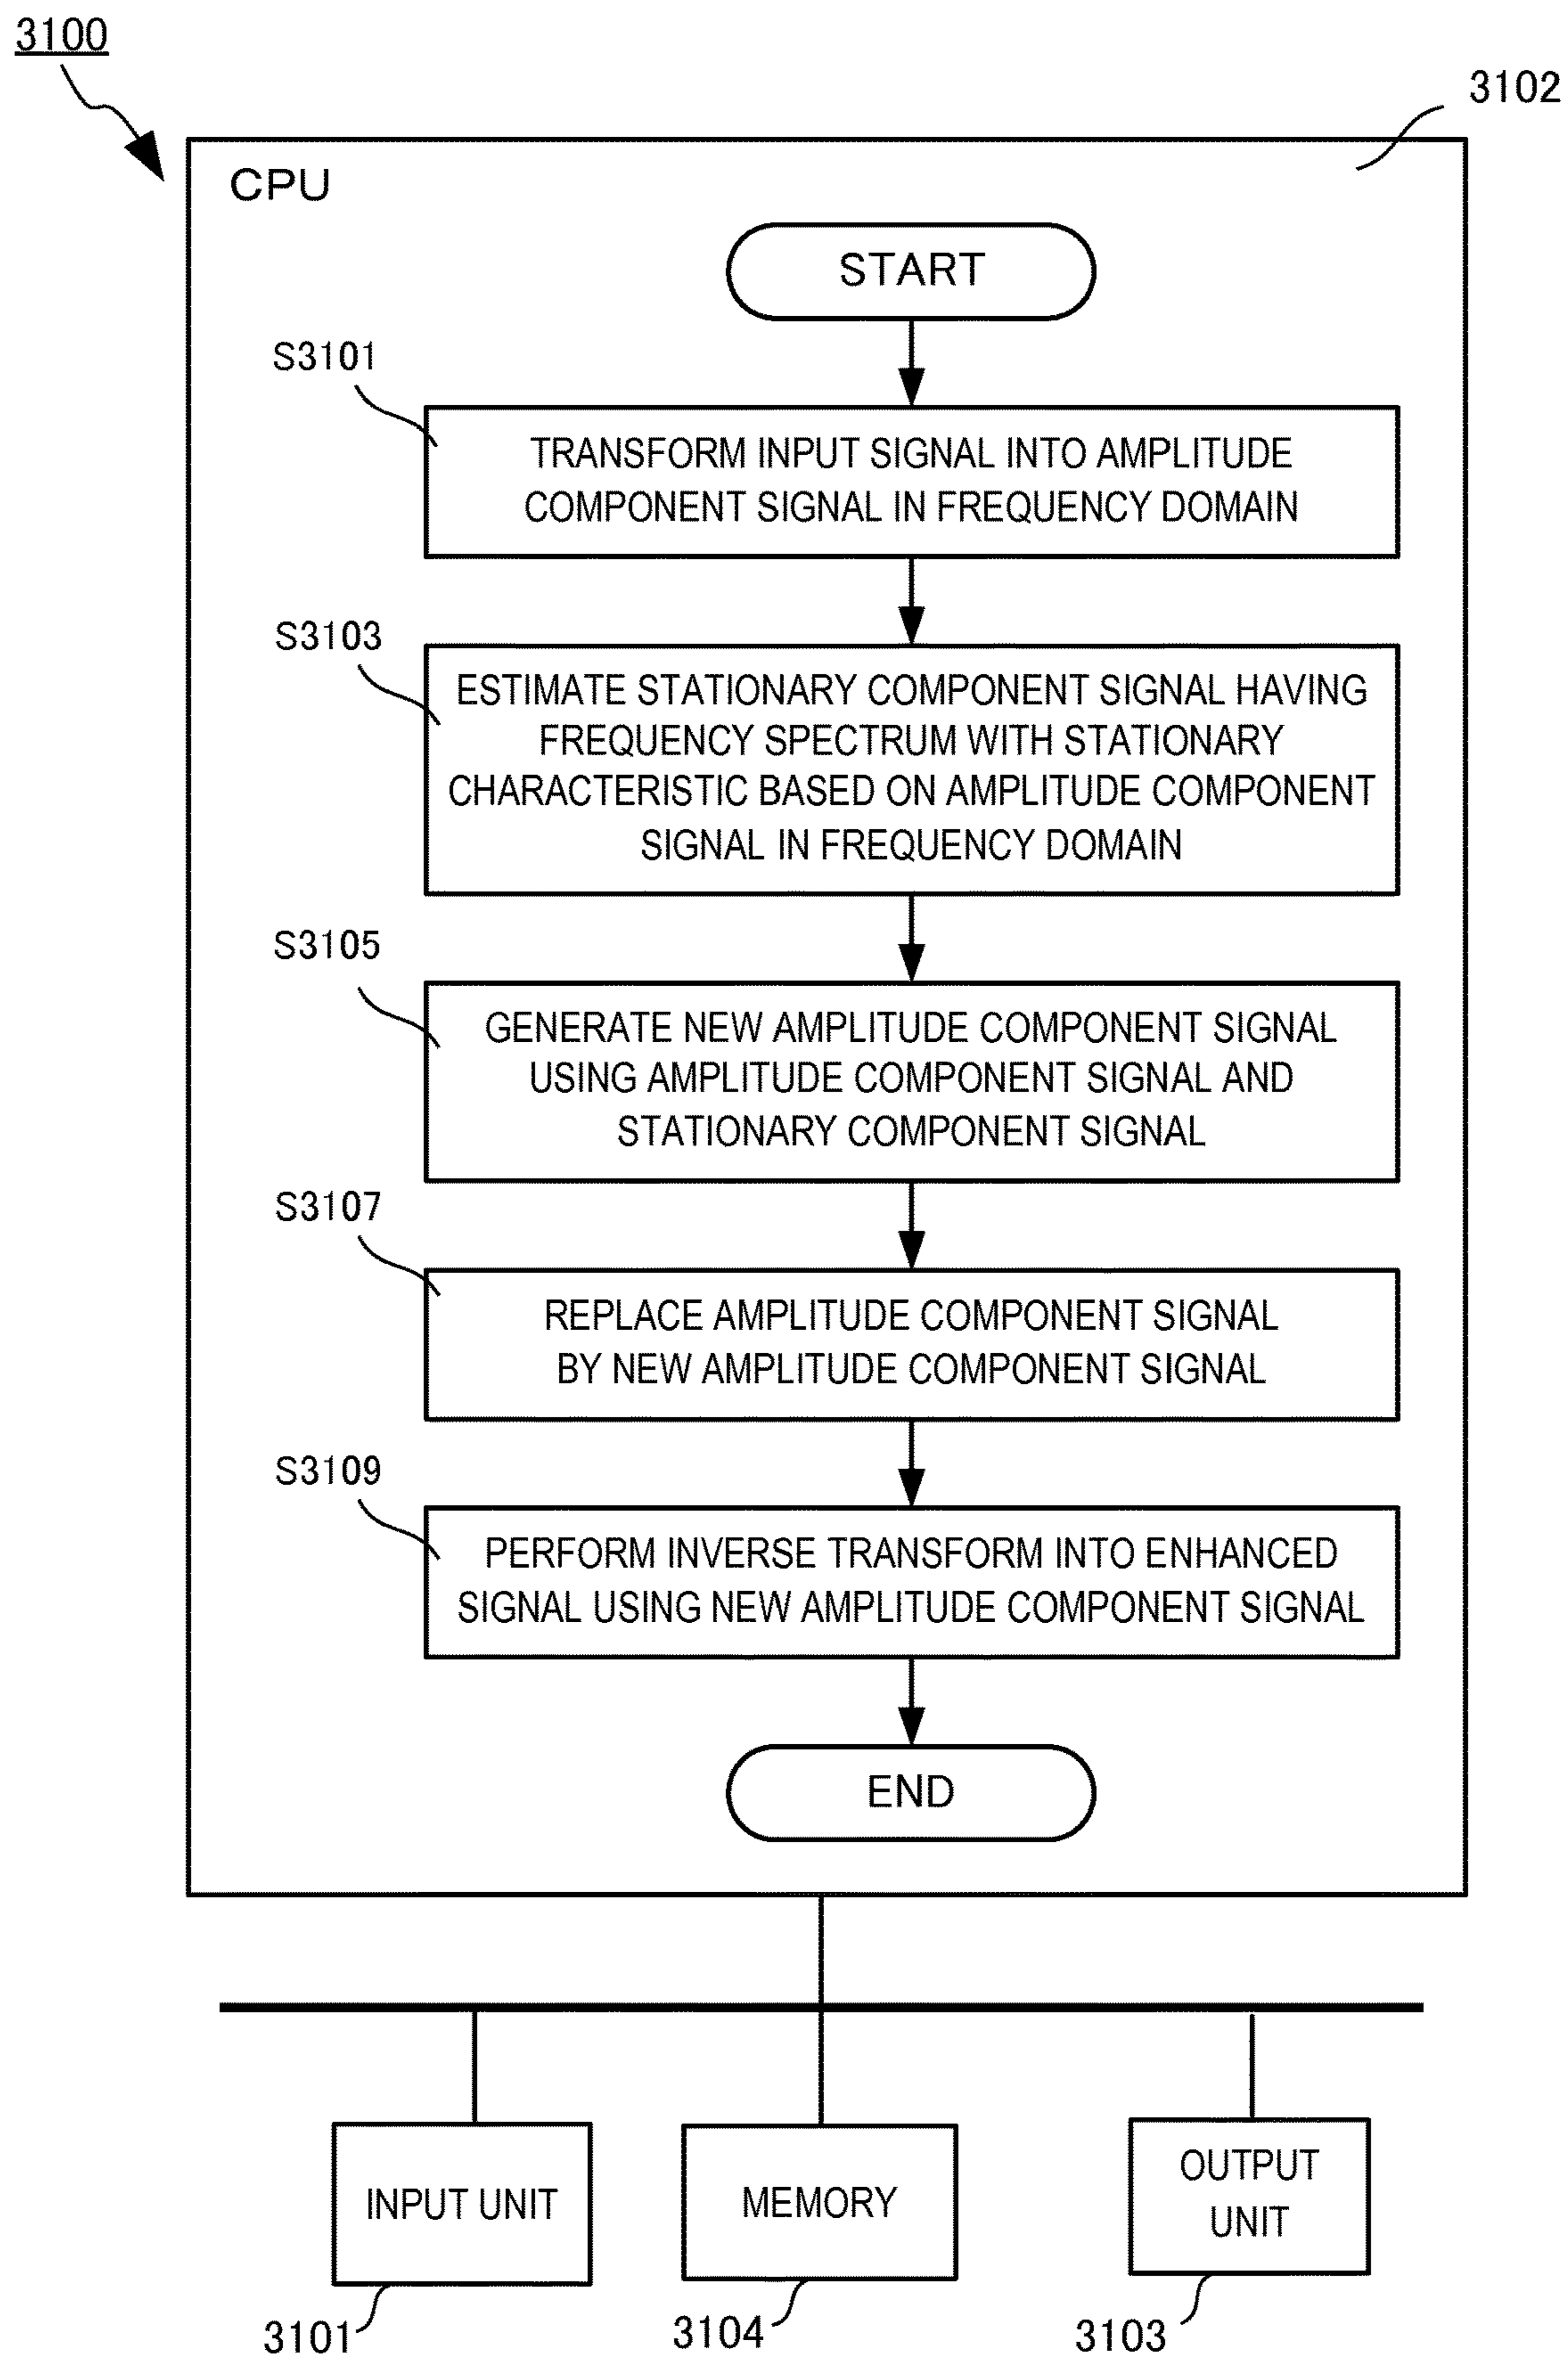 3100
3102
CPU
START
S3101
TRANSFORM INPUT SIGNAL INTO AMPLITUDE
COMPONENT SIGNAL IN FREQUENCY DOMAIN
S3103
ESTIMATE STATIONARY COMPONENT SIGNAL HAVING
FREQUENCY SPECTRUM WITH STATIONARY
CHARACTERISTIC BASED ON AMPLITUDE COMPONENT
SIGNAL IN FREQUENCY DOMAIN
S3105
GENERATE NEW AMPLITUDE COMPONENT SIGNAL
USING AMPLITUDE COMPONENT SIGNAL AND
STATIONARY COMPONENT SIGNAL
S3107
REPLACE AMPLITUDE COMPONENT SIGNAL
BY NEW AMPLITUDE COMPONENT SIGNAL
S3109
PERFORM INVERSE TRANSFORM INTO ENHANCED
SIGNAL USING NEW AMPLITUDE COMPONENT SIGNAL
END
INPUT UNIT
MEMORY
OUTPUT
UNIT
3101
3104
3103